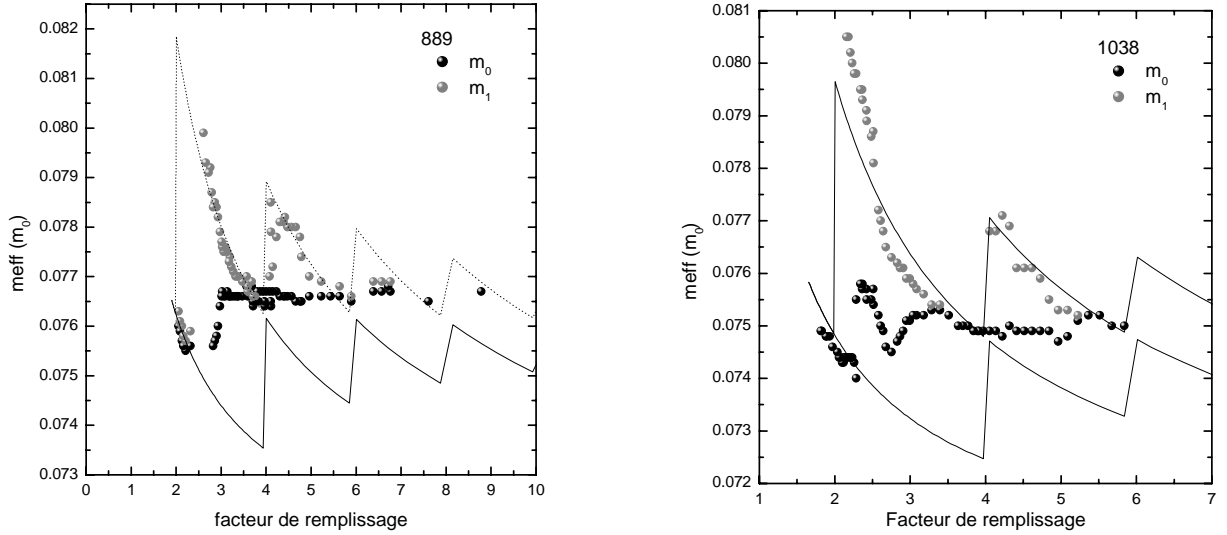 889
m0
m1
0.082
0.081
0.080
0.079
0.078
0.077
0.076
0.075
0.074
0.073
meff (m0)
0 1 2 3 4 5 6 7 8 9 10
facteur de remplissage
1038
m0
m1
0.081
0.080
0.079
0.078
0.077
0.076
0.075
0.074
0.073
0.072
meff (m0)
1 2 3 4 5 6 7
Facteur de remplissage